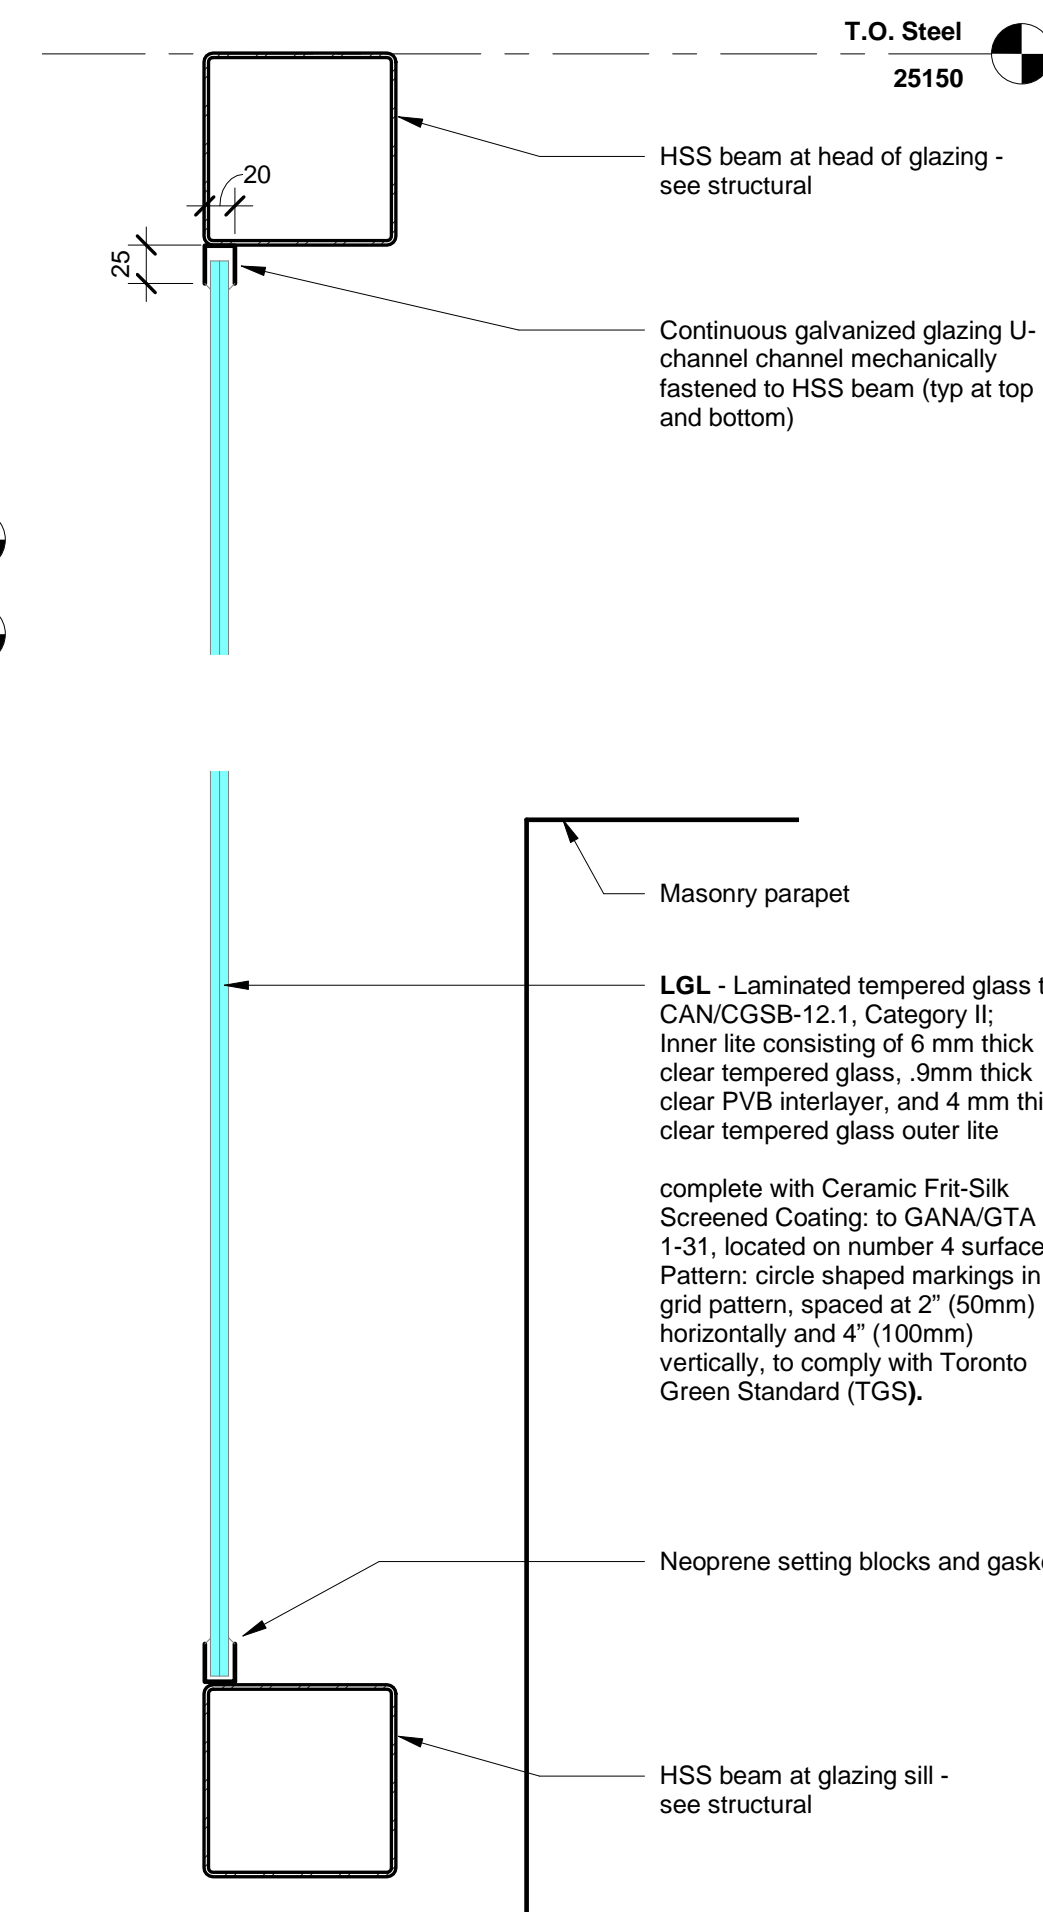 T.O. Steel
25150
HSS beam at head of glazing -
see structural
20
25
Continuous galvanized glazing U-
channel channel mechanically
fastened to HSS beam (typ at top
and bottom)
Masonry parapet
LGL - Laminated tempered glass
CAN/CGSB-12.1, Category II;
Inner lite consisting of 6 mm thick
clear tempered glass, .9mm thick
clear PVB interlayer, and 4 mm
clear tempered glass outer lite
complete with Ceramic Frit-Silk
Screened Coating: to GANA/GTA
1-31, located on number 4 surface
Pattern: circle shaped markings in
grid pattern, spaced at 2” (50mm)
horizontally and 4” (100mm)
vertically, to comply with Toronto
Green Standard (TGS).
Neoprene setting blocks and
HSS beam at glazing sill -
see structural